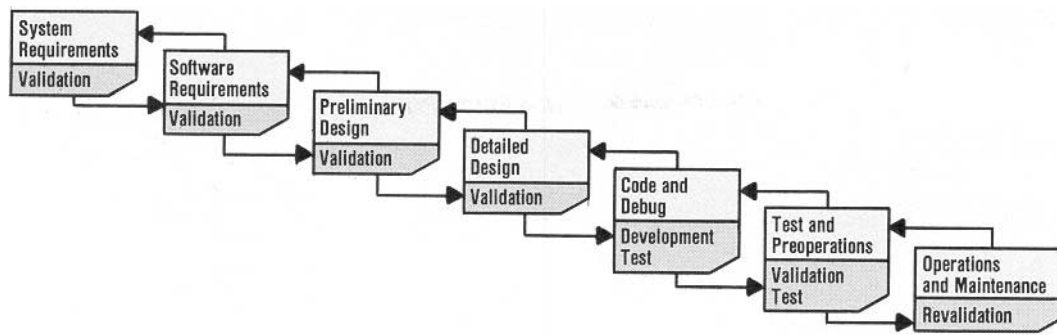 System
Requirements
Validation
Software
Requirements
Validation
Preliminary
Design
Validation
Detailed
Design
Validation
Code and
Debug
Development
Test
Test and
Preoperations
Validation
Test
Operations
and Maintenance
Revalidation